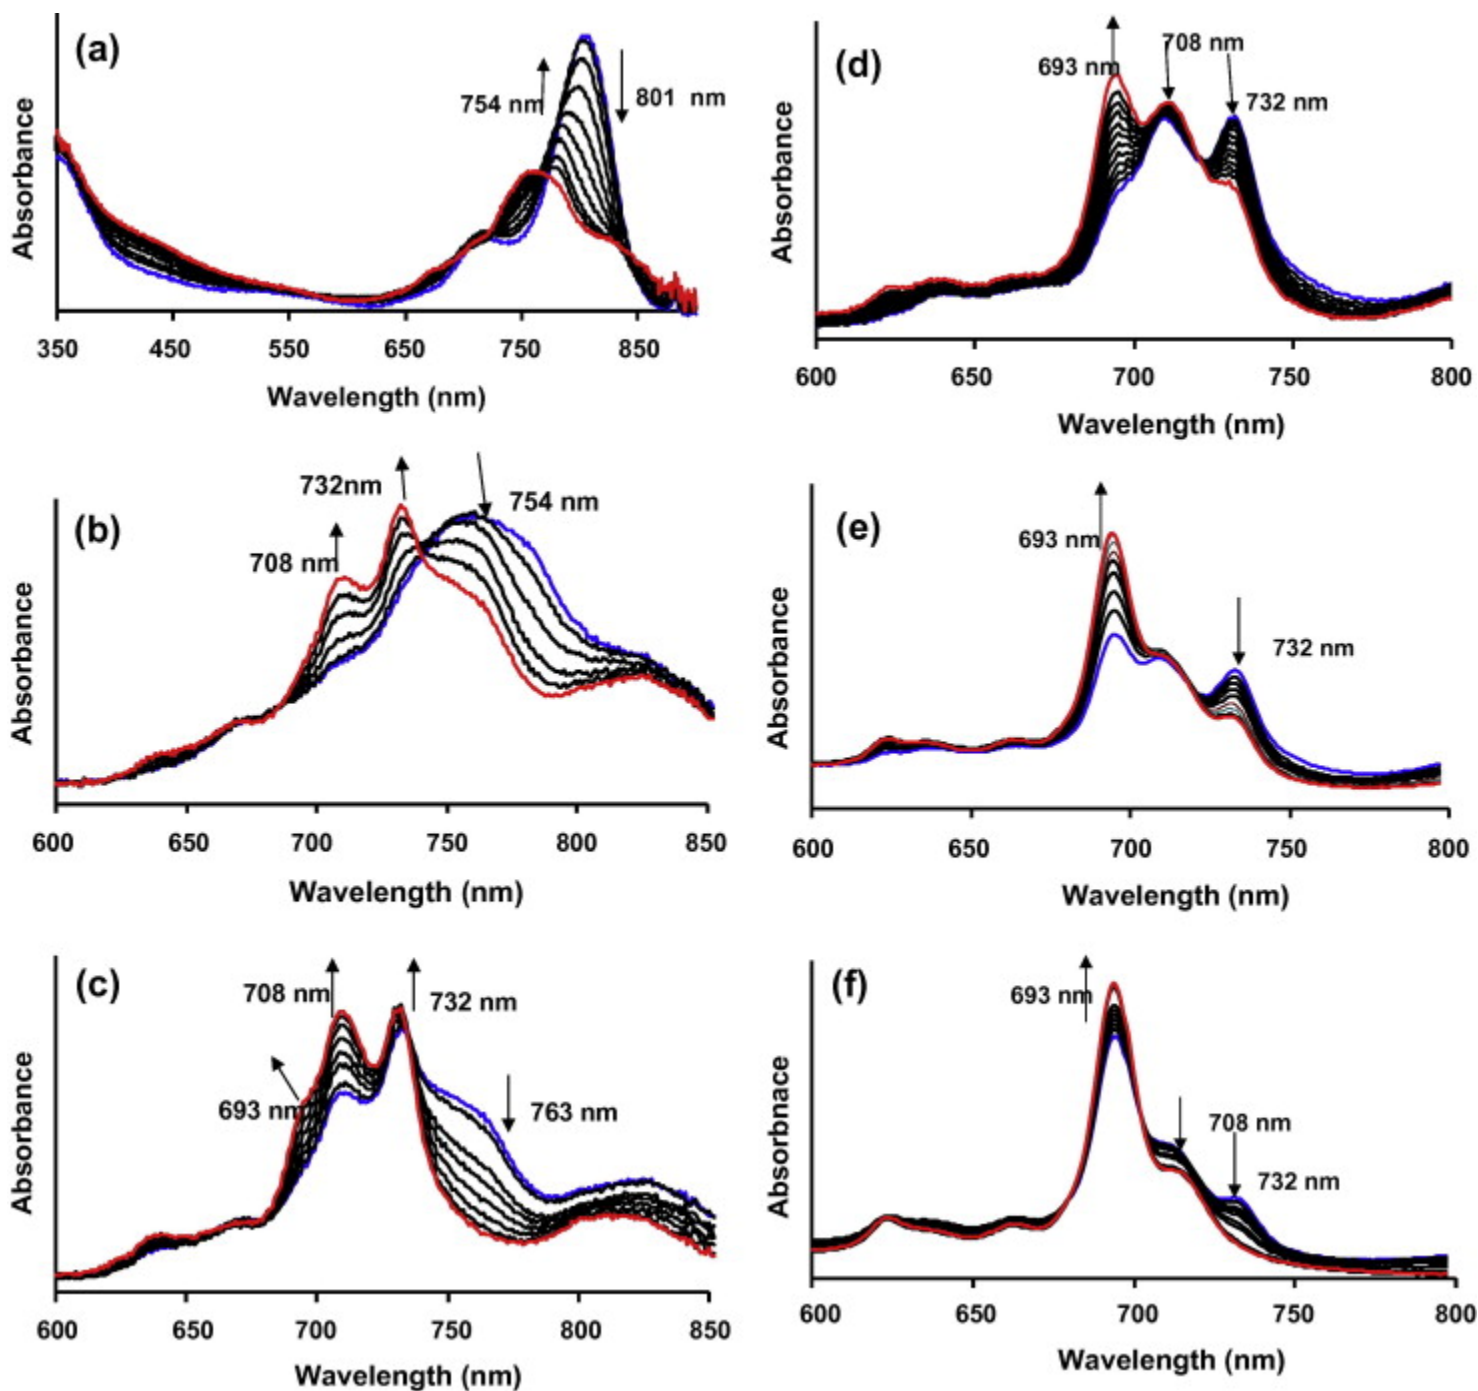 (a)
754 nm
801 nm
Absorbance
350 450 550 650 750 850
Wavelength (nm)
(b)
732nm
754 nm
708 nm
Absorbance
600 650 700 750 800 850
Wavelength (nm)
(c)
708 nm
732 nm
693 nm
763 nm
Absorbance
600 650 700 750 800 850
Wavelength (nm)
(d)
708 nm
693 nm
732 nm
Absorbance
600 650 700 750 800
Wavelength (nm)
(e)
693 nm
732 nm
Absorbance
600 650 700 750 800
Wavelength (nm)
(f)
693 nm
708 nm
732 nm
Absorbnace
600 650 700 750 800
Wavelength (nm)